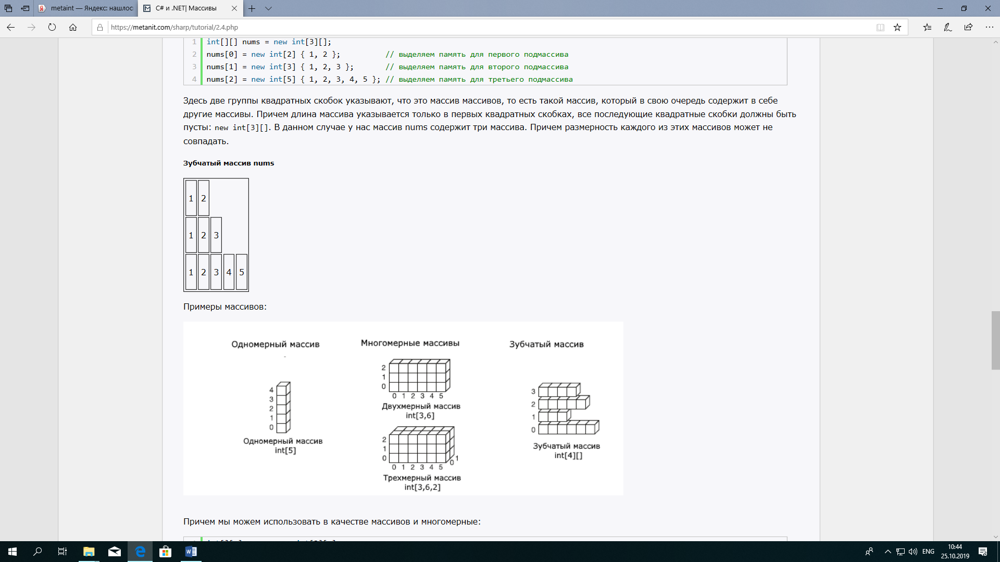 metaint — Яндекс: нашлос
C# и .NET| Массивы
https://metanit.com/sharp/tutorial/2.4.php
1 int[][] nums = new int[3][];
2 nums[0] = new int[2] { 1, 2 }; // выделяем память для первого подмассива
3 nums[1] = new int[3] { 1, 2, 3 }; // выделяем память для второго подмассива
4 nums[2] = new int[5] { 1, 2, 3, 4, 5 }; // выделяем память для третьего подмассива
Здесь две группы квадратных скобок указывают, что это массив массивов, то есть такой массив, который в свою очередь содержит в себе
другие массивы. Причем длина массива указывается только в первых квадратных скобках, все последующие квадратные скобки должны быть
пусты: new int[3][]. В данном случае у нас массив nums содержит три массива. Причем размерность каждого из этих массивов может не
совпадать.
Зубчатый массив nums
1 2
1 2 3
1 2 3 4 5
Примеры массивов:
Одномерный массив
4
3
2
1
0
Одномерный массив
int[5]
Многомерные массивы
2
1
0
0 1 2 3 4 5
Двухмерный массив
int[3,6]
2
1
0
0 1 2 3 4 5 0 1
Трехмерный массив
int[3,6,2]
Зубчатый массив
3
2
1
0
Зубчатый массив
int[4][]
Причем мы можем использовать в качестве массивов и многомерные:
ENG
10:44
25.10.2019